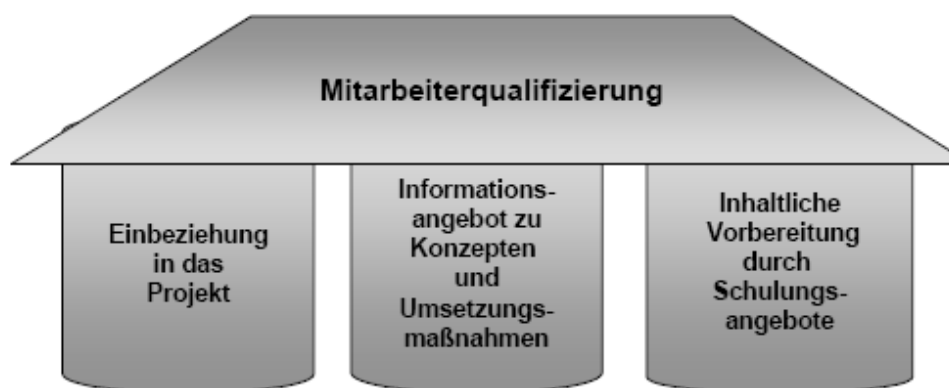 Mitarbeiterqualifizierung
Einbeziehung
in das
Projekt
Informations-
angebot zu
Konzepten
und
Umsetzungs-
maßnahmen
Inhaltliche
Vorbereitung
durch
Schulungs-
angebote